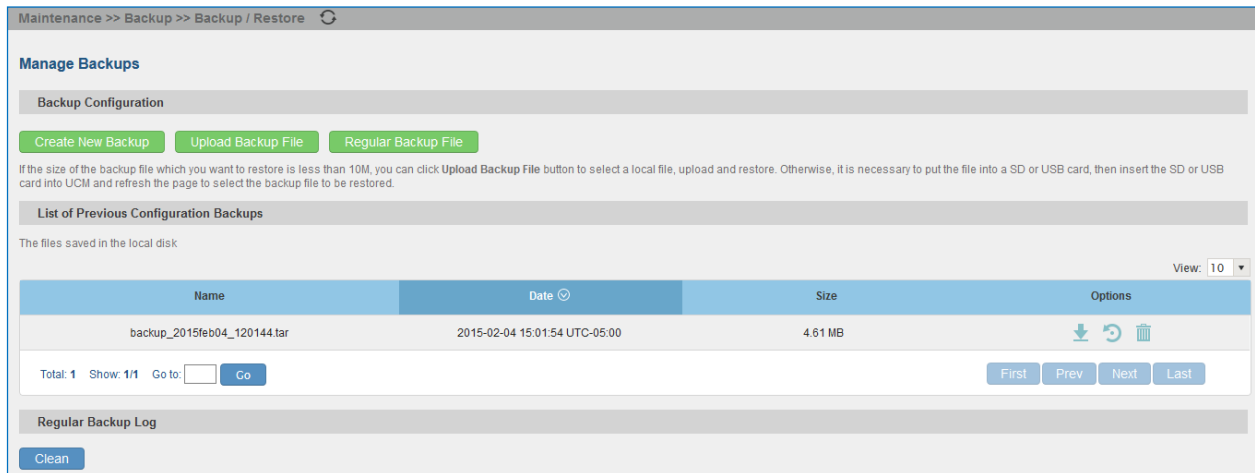 Maintenance >> Backup >> Backup / Restore
Manage Backups
Backup Configuration
Create New Backup Upload Backup File Regular Backup File
If the size of the backup file which you want to restore is less than 10M, you can click Upload Backup File button to select a local file, upload and restore. Otherwise, it is necessary to put the file into a SD or USB card, then insert the SD or USB
card into UCM and refresh the page to select the backup file to be restored.
List of Previous Configuration Backups
The files saved in the local disk
View: 10
Name Date Size Options
backup_2015feb04_120144.tar 2015-02-04 15:01:54 UTC-05:00 4.61 MB
Total: 1 Show: 1/1 Go to: Go First Prev Next Last
Regular Backup Log
Clean